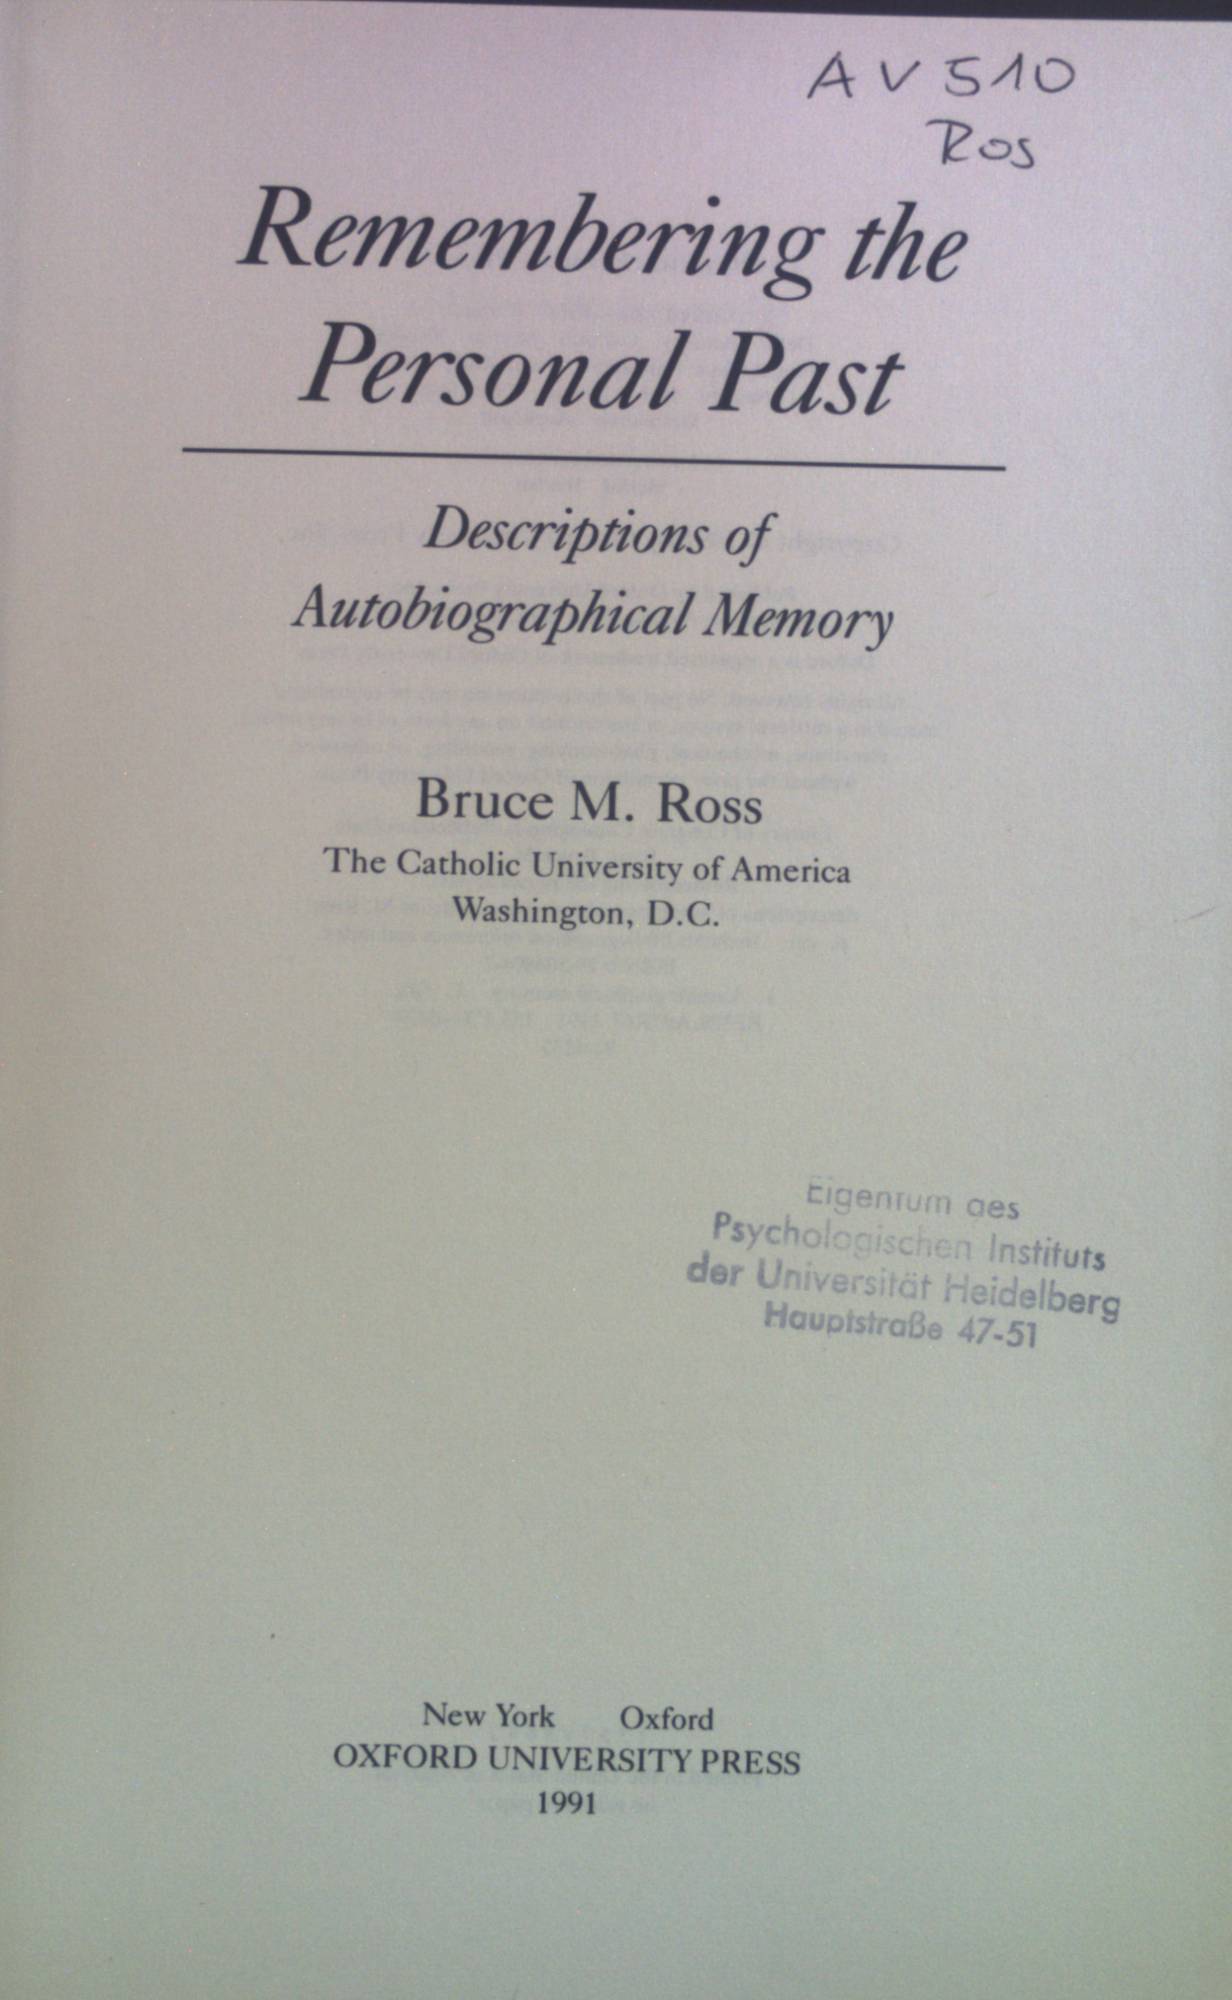 AV 510
Ros
Remembering the
Personal Past
Descriptions of
Autobiographical Memory
Bruce M. Ross
The Catholic University of America
Washington, D.C.
Eigentum des
Psychologischen Instituts
der Universität Heidelberg
Hauptstraße 47-51
New York Oxford
OXFORD UNIVERSITY PRESS
1991